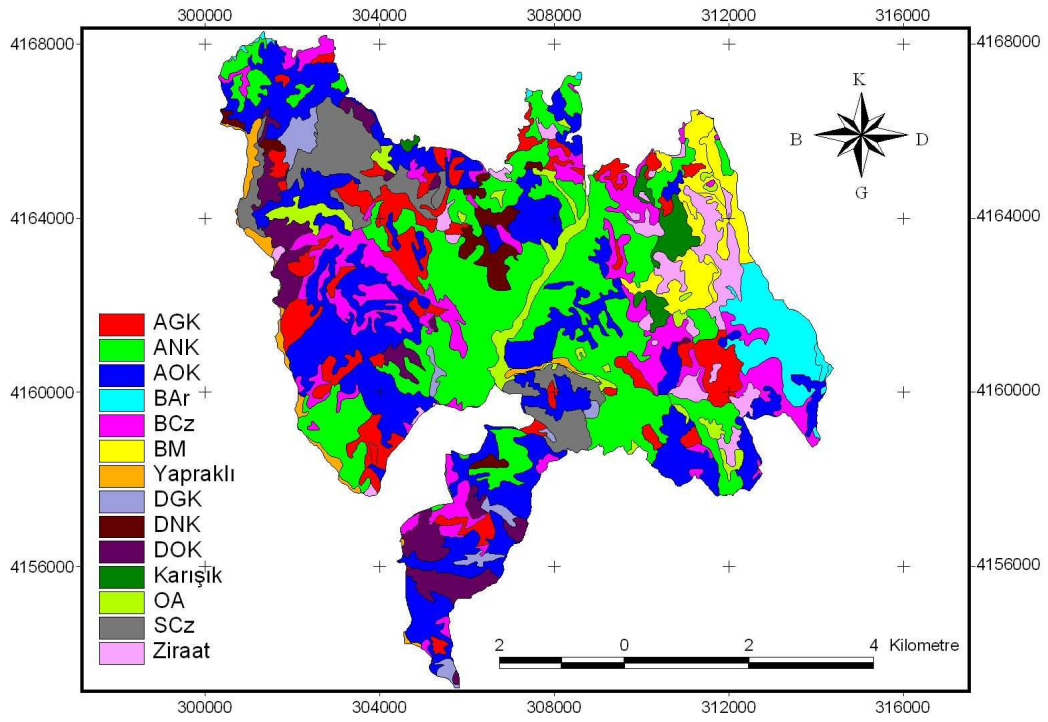 300000 304000 308000 312000 316000
4168000 4168000
K
B D
G
4164000 4164000
AGK
ANK
AOK
BAr
BCz
BM
Yapraklı
DGK
DNK
DOK
Karışık
OA
SCz
Ziraat
4160000 4160000
4156000 4156000
2 0 2 4 Kilometre
300000 304000 308000 312000 316000